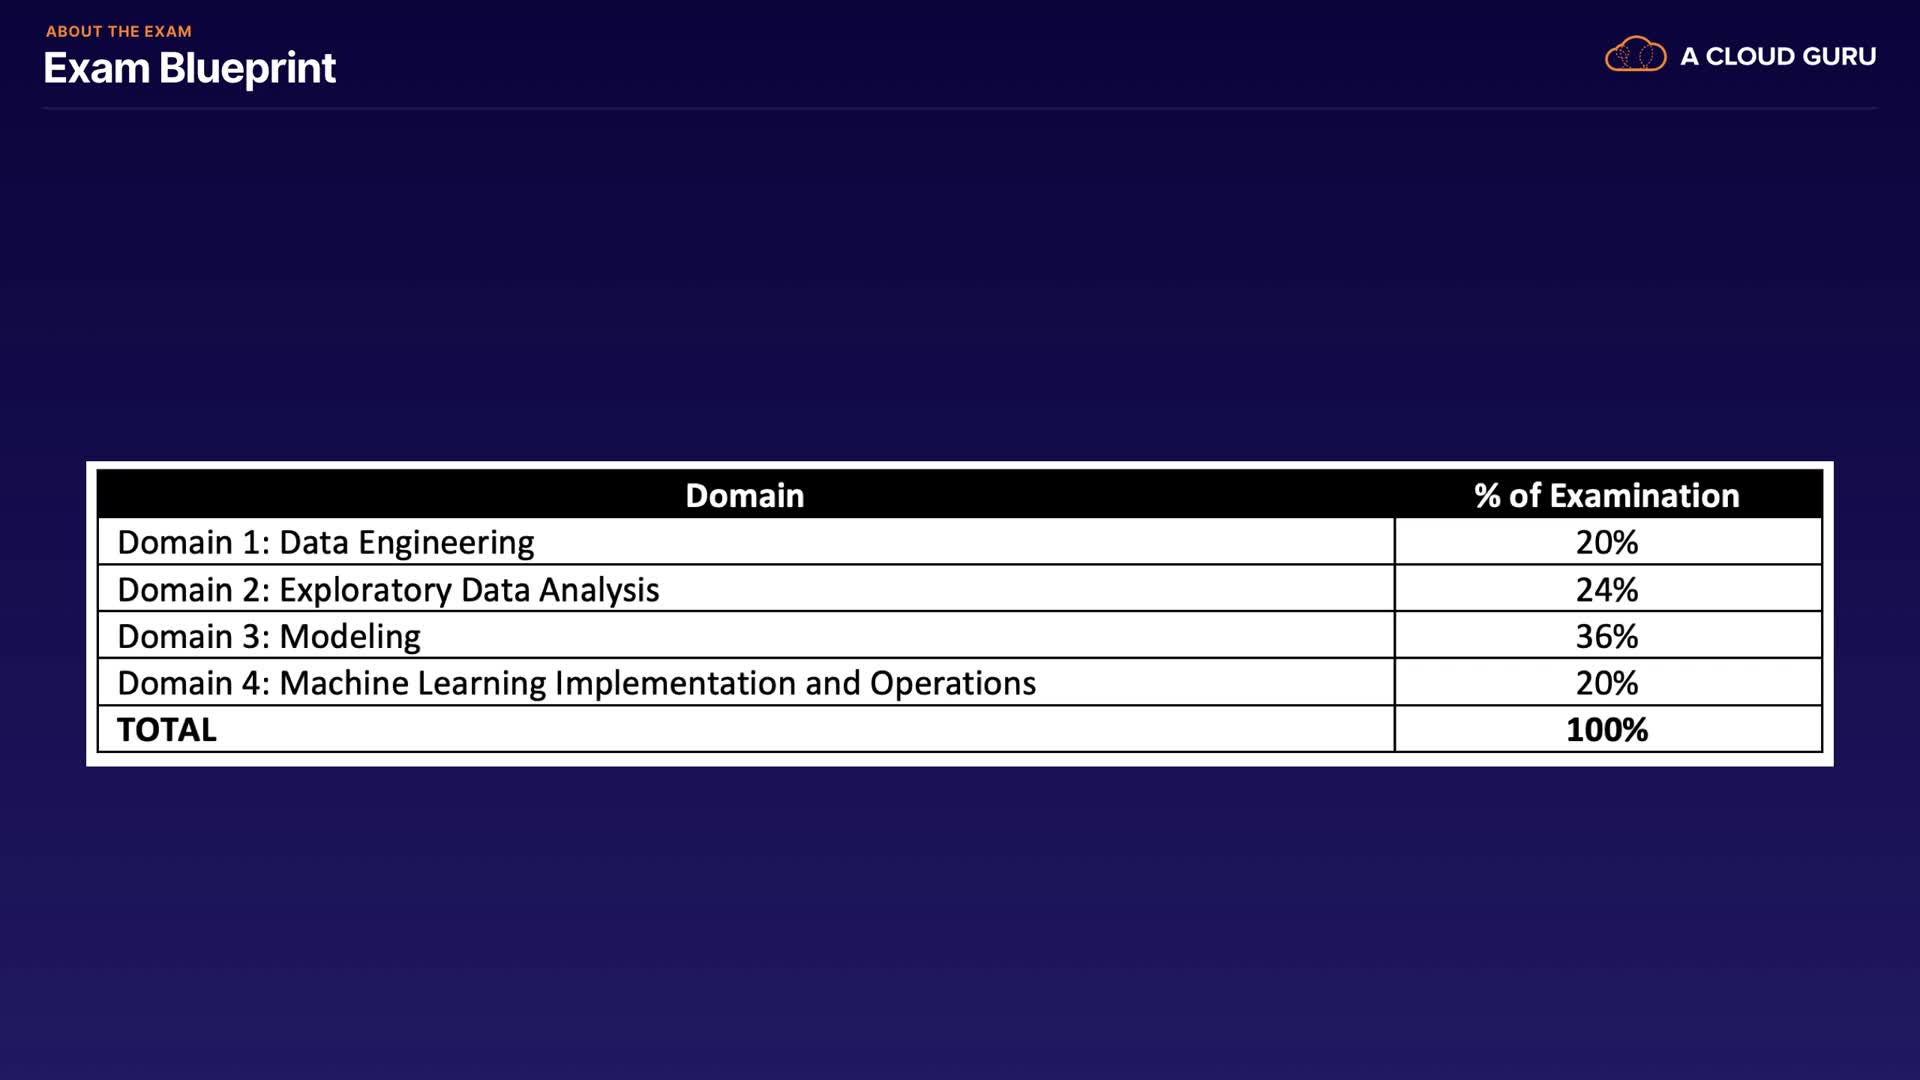 ABOUT THE EXAM
Exam Blueprint
A CLOUD GURU
Domain % of Examination
Domain 1: Data Engineering 20%
Domain 2: Exploratory Data Analysis 24%
Domain 3: Modeling 36%
Domain 4: Machine Learning Implementation and Operations 20%
TOTAL 100%